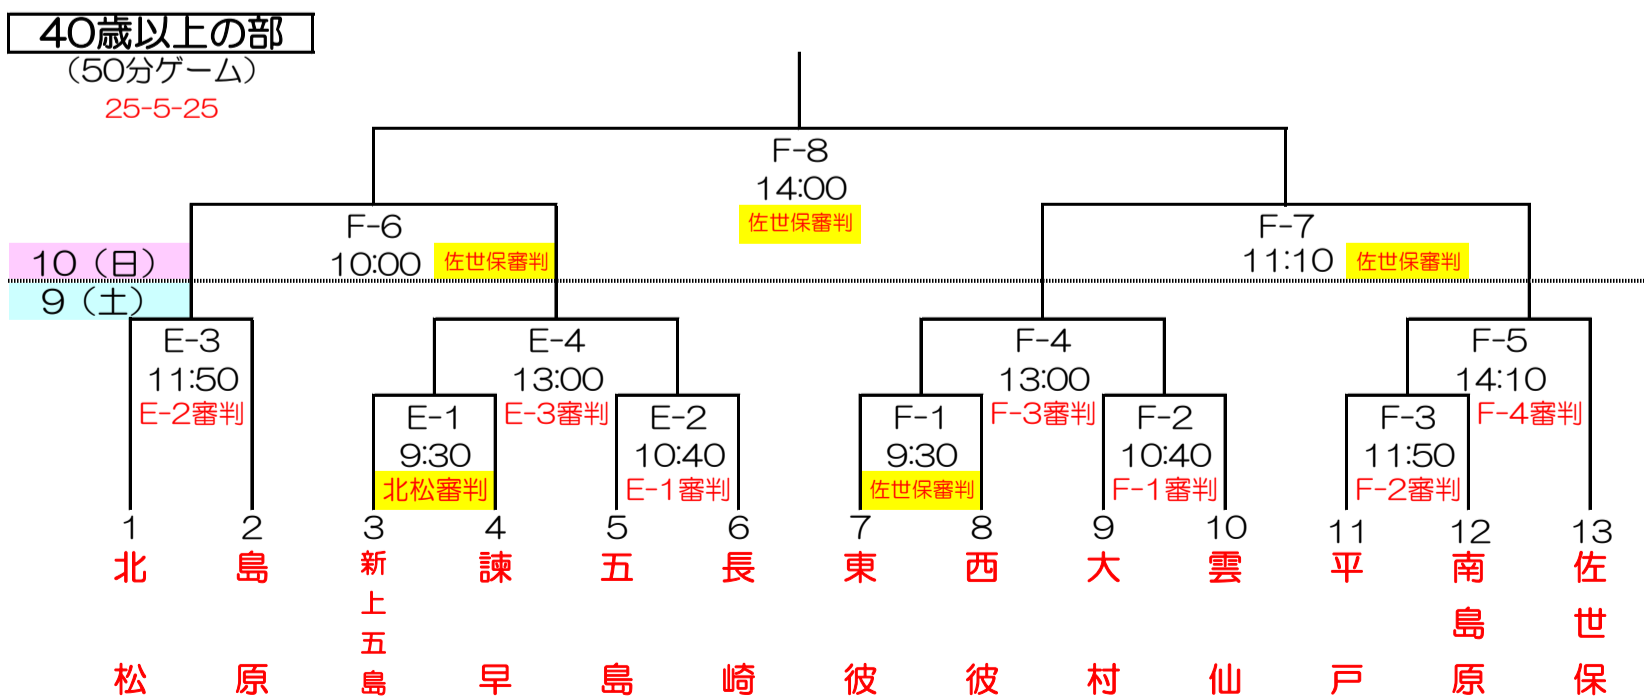 40歳以上の部
(50分ゲーム)
25-5-25
F-8
14:00
佐世保審判
F-6
10:00 佐世保審判
F-7
11:10 佐世保審判
10(日)
9(土)
E-3
11:50
E-2審判
E-4
13:00
E-3審判
F-4
13:00
F-3審判
F-5
14:10
F-4審判
E-1
9:30
北松審判
E-2
10:40
E-1審判
F-1
9:30
佐世保審判
F-2
10:40
F-1審判
F-3
11:50
F-2審判
1
北松
2
島原
3
新上五島
4
諫早
5
五島
6
長崎
7
東彼
8
西彼
9
大村
10
雲仙
11
平戸
12
南島原
13
佐世保